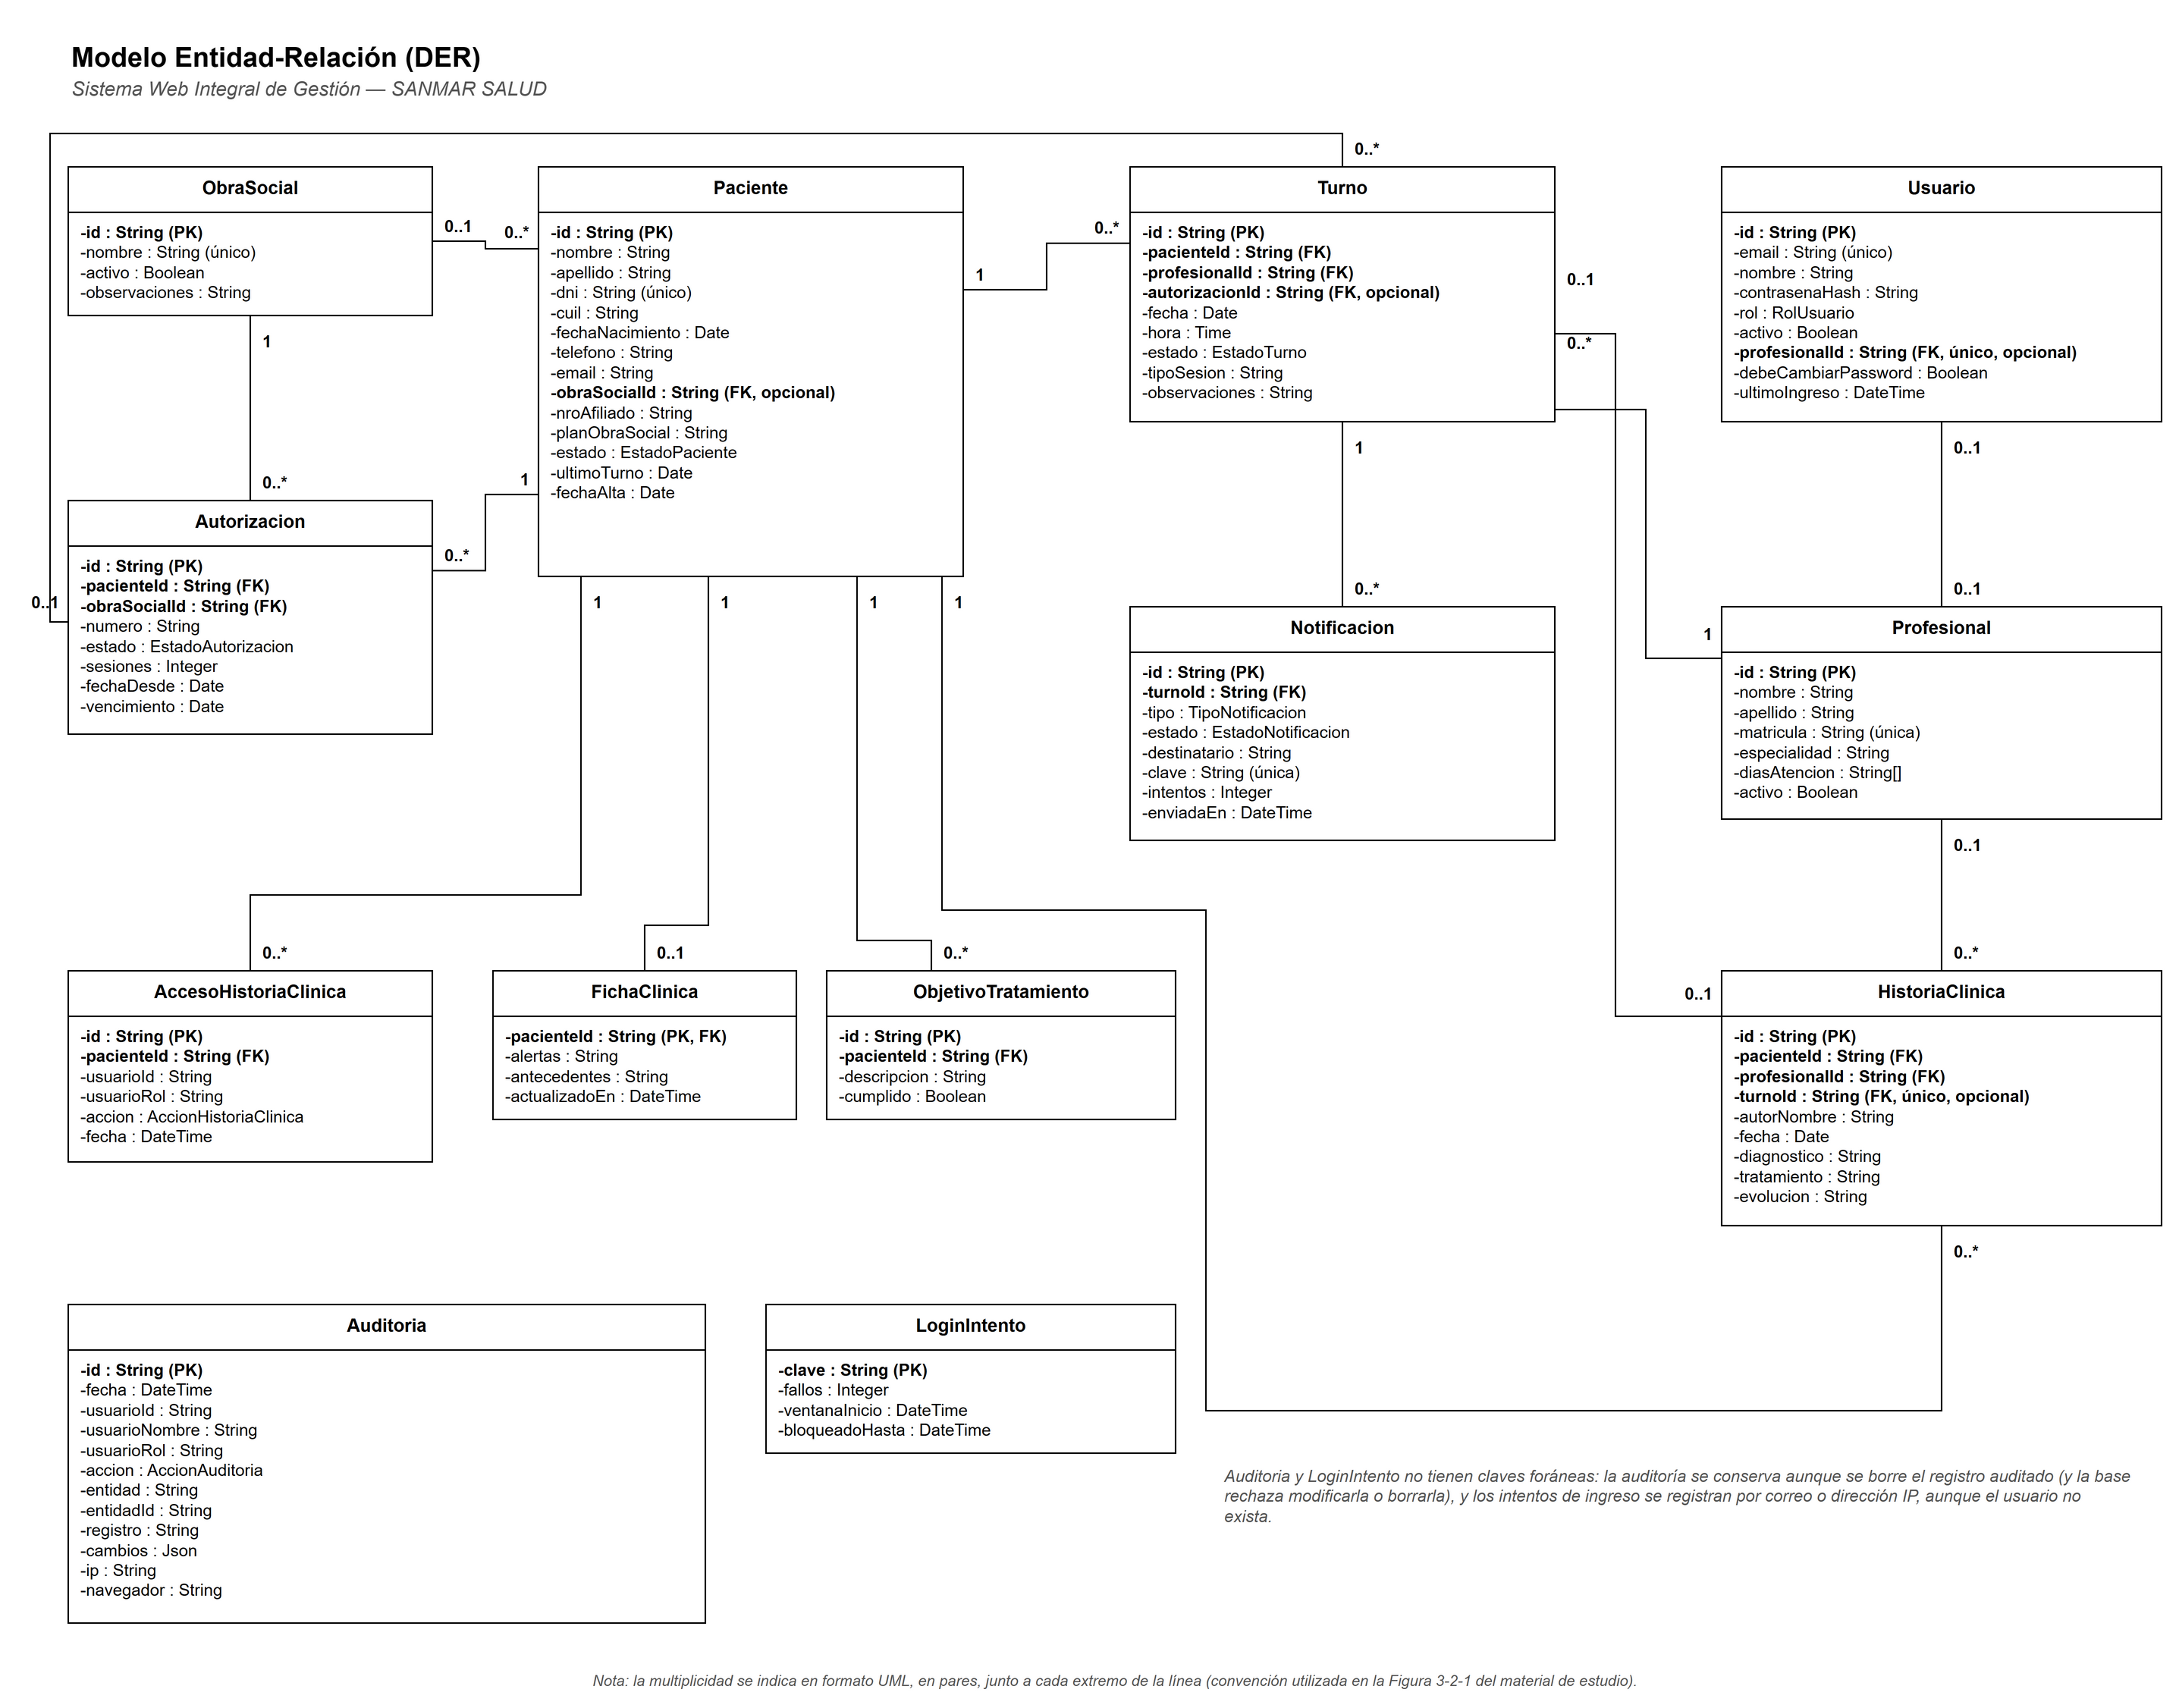 Modelo Entidad-Relación (DER)
Sistema Web Integral de Gestión — SANMAR SALUD
ObraSocial
-id : String (PK)
-nombre : String (único)
-activo : Boolean
-observaciones : String
0..1
0..*
1
0..*
Paciente
-id : String (PK)
-nombre : String
-apellido : String
-dni : String (único)
-cuil : String
-fechaNacimiento : Date
-telefono : String
-email : String
-obraSocialId : String (FK, opcional)
-nroAfiliado : String
-planObraSocial : String
-estado : EstadoPaciente
-ultimoTurno : Date
-fechaAlta : Date
1
0..*
0..*
Turno
-id : String (PK)
-pacienteId : String (FK)
-profesionalId : String (FK)
-autorizacionId : String (FK, opcional)
-fecha : Date
-hora : Time
-estado : EstadoTurno
-tipoSesion : String
-observaciones : String
0..1
0..*
1
0..*
Usuario
-id : String (PK)
-email : String (único)
-nombre : String
-contrasenaHash : String
-rol : RolUsuario
-activo : Boolean
-profesionalId : String (FK, único, opcional)
-debeCambiarPassword : Boolean
-ultimoIngreso : DateTime
0..1
0..1
Autorizacion
-id : String (PK)
-pacienteId : String (FK)
-obraSocialId : String (FK)
-numero : String
-estado : EstadoAutorizacion
-sesiones : Integer
-fechaDesde : Date
-vencimiento : Date
0..1
0..*
1
1
1
1
1
Notificacion
-id : String (PK)
-turnoId : String (FK)
-tipo : TipoNotificacion
-estado : EstadoNotificacion
-destinatario : String
-clave : String (única)
-intentos : Integer
-enviadaEn : DateTime
1
Profesional
-id : String (PK)
-nombre : String
-apellido : String
-matricula : String (única)
-especialidad : String
-diasAtencion : String[]
-activo : Boolean
0..1
0..*
0..*
AccesoHistoriaClinica
-id : String (PK)
-pacienteId : String (FK)
-usuarioId : String
-usuarioRol : String
-accion : AccionHistoriaClinica
-fecha : DateTime
0..1
FichaClinica
-pacienteId : String (PK, FK)
-alertas : String
-antecedentes : String
-actualizadoEn : DateTime
0..*
ObjetivoTratamiento
-id : String (PK)
-pacienteId : String (FK)
-descripcion : String
-cumplido : Boolean
0..1
HistoriaClinica
-id : String (PK)
-pacienteId : String (FK)
-profesionalId : String (FK)
-turnoId : String (FK, único, opcional)
-autorNombre : String
-fecha : Date
-diagnostico : String
-tratamiento : String
-evolucion : String
0..*
Auditoria
-id : String (PK)
-fecha : DateTime
-usuarioId : String
-usuarioNombre : String
-usuarioRol : String
-accion : AccionAuditoria
-entidad : String
-entidadId : String
-registro : String
-cambios : Json
-ip : String
-navegador : String
LoginIntento
-clave : String (PK)
-fallos : Integer
-ventanaInicio : DateTime
-bloqueadoHasta : DateTime
Auditoria y LoginIntento no tienen claves foráneas: la auditoría se conserva aunque se borre el registro auditado (y la base
rechaza modificarla o borrarla), y los intentos de ingreso se registran por correo o dirección IP, aunque el usuario no
exista.
Nota: la multiplicidad se indica en formato UML, en pares, junto a cada extremo de la línea (convención utilizada en la Figura 3-2-1 del material de estudio).